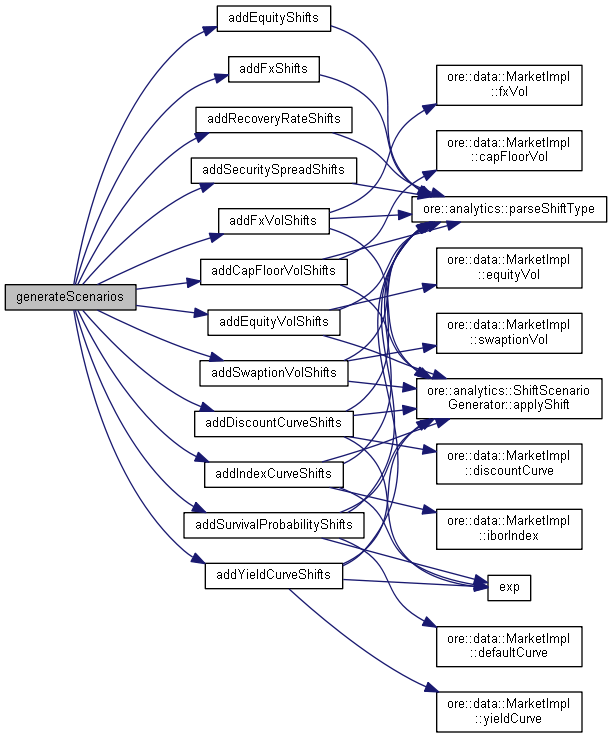 generateScenarios
addEquityShifts
addFxShifts
addRecoveryRateShifts
addSecuritySpreadShifts
addFxVolShifts
addCapFloorVolShifts
addEquityVolShifts
addSwaptionVolShifts
addDiscountCurveShifts
addIndexCurveShifts
addSurvivalProbabilityShifts
addYieldCurveShifts
ore::data::MarketImpl
::fxVol
ore::data::MarketImpl
::capFloorVol
ore::analytics::parseShiftType
ore::data::MarketImpl
::equityVol
ore::data::MarketImpl
::swaptionVol
ore::analytics::ShiftScenario
Generator::applyShift
ore::data::MarketImpl
::discountCurve
ore::data::MarketImpl
::iborIndex
exp
ore::data::MarketImpl
::defaultCurve
ore::data::MarketImpl
::yieldCurve